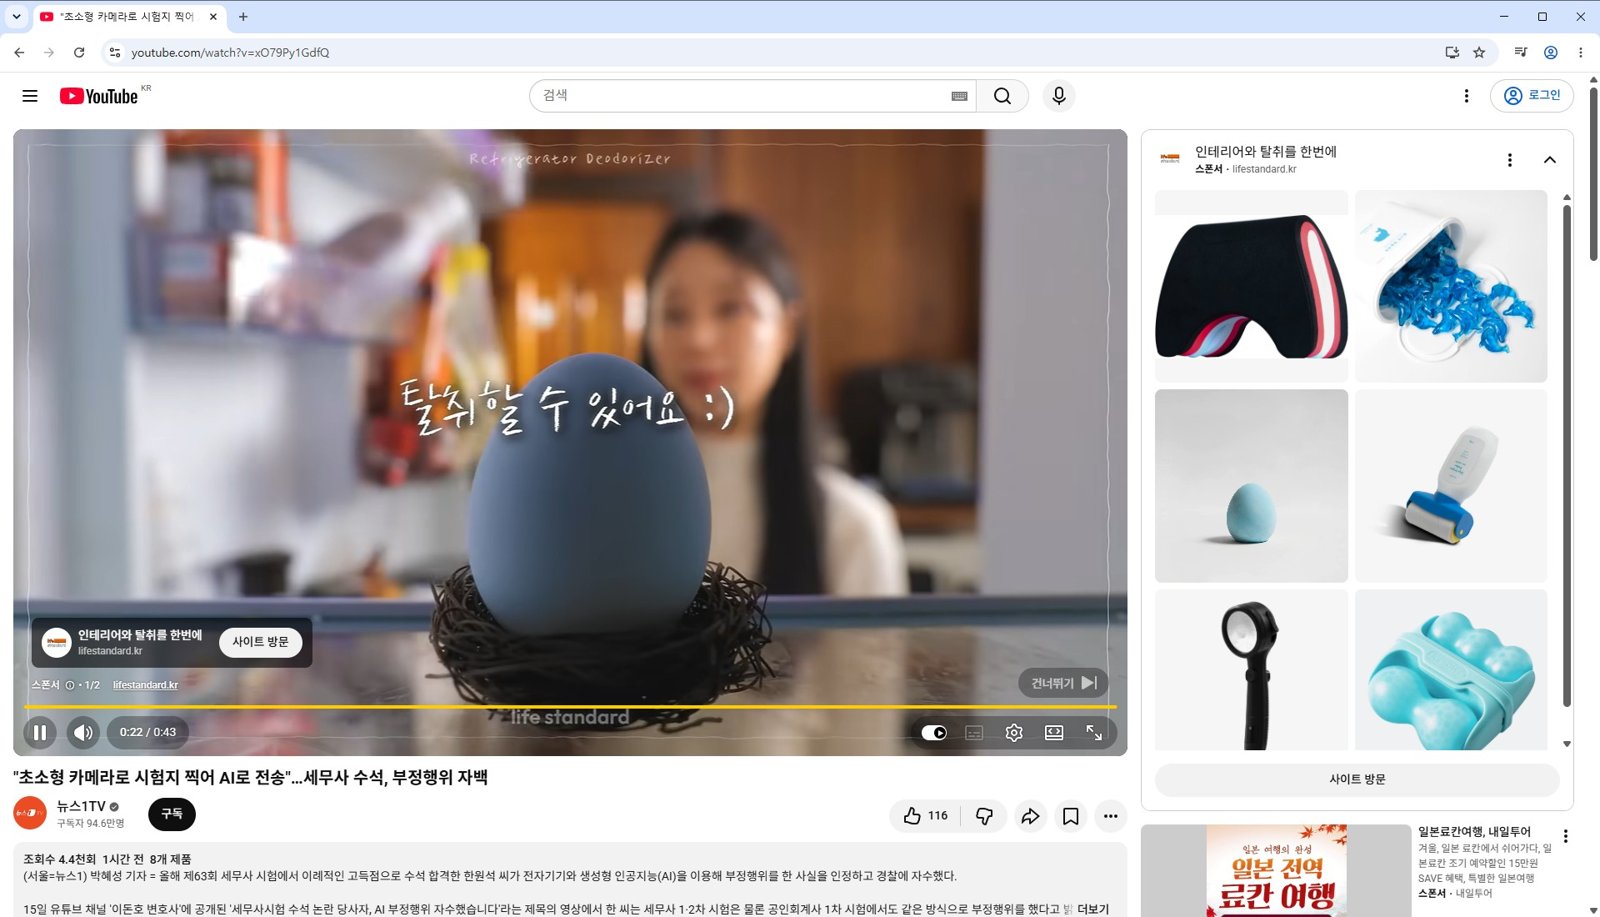 "초소형 카메라로 시험지 찍어
youtube.com/watch?v=xO79Py1GdfQ
YouTube KR
검색
로그인
Refrigerator Deodorizer
탈취할 수 있어요 :)
인테리어와 탈취를 한번에
lifestandard.kr
사이트 방문
스폰서 · 1/2 lifestandard.kr
건너뛰기
life standard
0:22 / 0:43
"초소형 카메라로 시험지 찍어 AI로 전송"...세무사 수석, 부정행위 자백
뉴스1TV
구독자 94.6만명
구독
116
조회수 4.4천회 1시간 전 8개 제품
(서울=뉴스1) 박혜성 기자 = 올해 제63회 세무사 시험에서 이례적인 고득점으로 수석 합격한 한원석 씨가 전자기기와 생성형 인공지능(AI)을 이용해 부정행위를 한 사실을 인정하고 경찰에 자수했다.
15일 유튜브 채널 '이돈호 변호사'에 공개된 '세무사시험 수석 논란 당사자, AI 부정행위 자수했습니다'라는 제목의 영상에서 한 씨는 세무사 1·2차 시험은 물론 공인회계사 1차 시험에서도 같은 방식으로 부정행위를 했다고 더보기
인테리어와 탈취를 한번에
스폰서 · lifestandard.kr
사이트 방문
일본 여행의 완성
일본 전역
료칸 여행
일본료칸여행, 내일투어
겨울, 일본 료칸에서 쉬어가다, 일
본료칸 조기 예약할인 15만원
SAVE 혜택, 특별한 일본여행
스폰서 · 내일투어